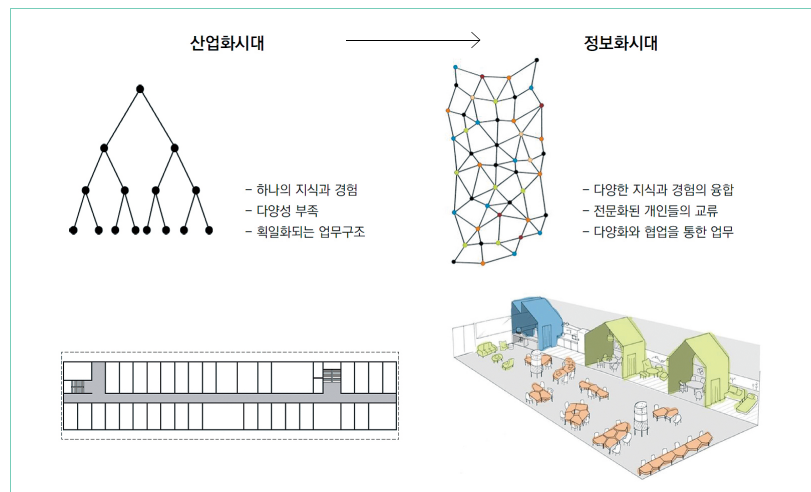 산업화시대
정보화시대
– 하나의 지식과 경험
– 다양성 부족
– 획일화되는 업무구조
– 다양한 지식과 경험의 융합
– 전문화된 개인들의 교류
– 다양화와 협업을 통한 업무